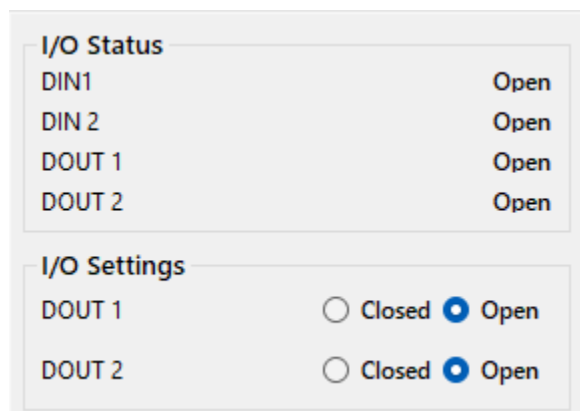 I/O Status
DIN1 Open
DIN 2 Open
DOUT 1 Open
DOUT 2 Open
I/O Settings
DOUT 1 Closed Open
DOUT 2 Closed Open